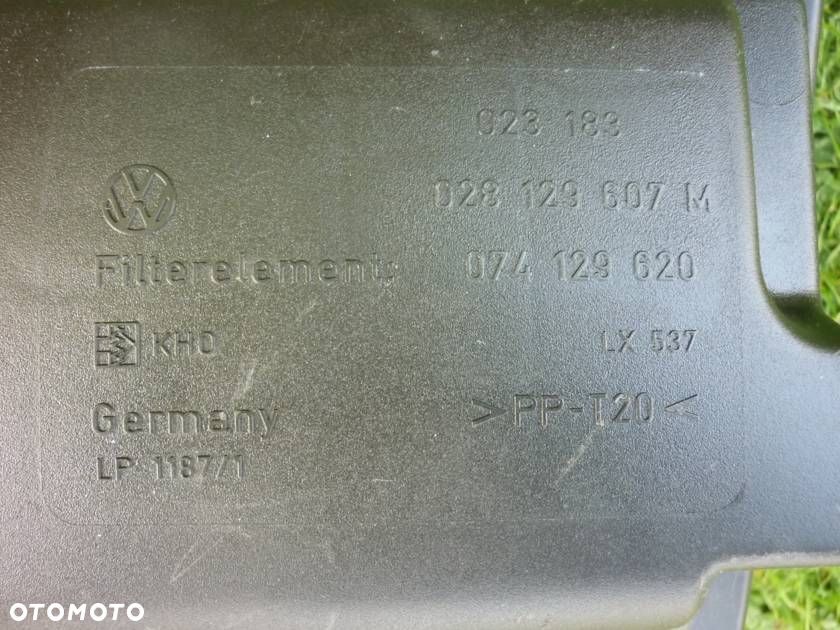 023 183
028 129 607 M
Filterelement: 074 129 620
KHD LX 537
Germany >PP-T20<
LP 1187/1
OTOMOTO